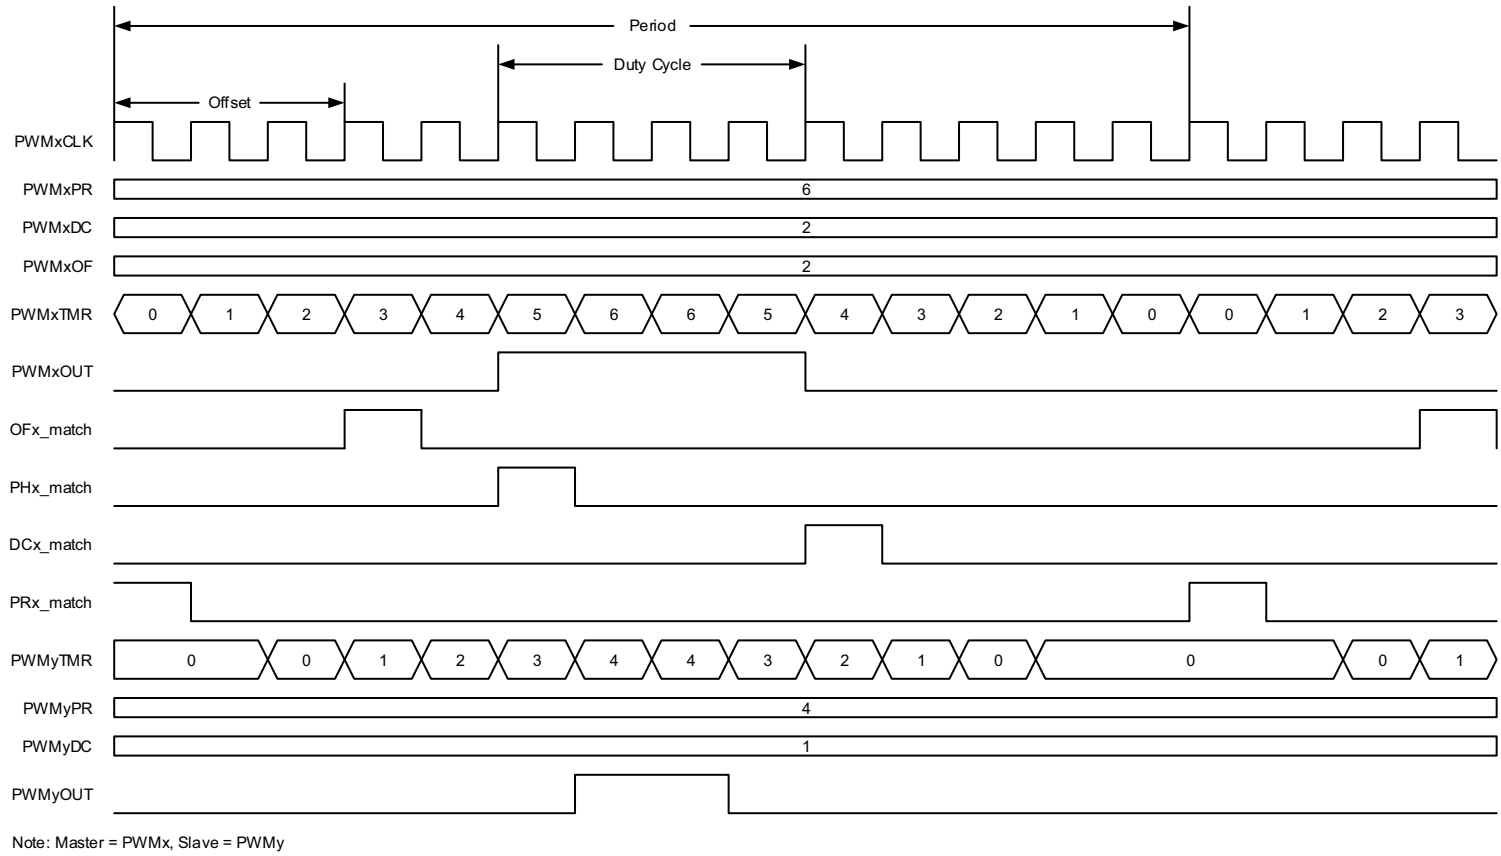 Period
Duty Cycle
Offset
PWMxCLK
PWMxPR 6
PWMxDC 2
PWMxOF 2
PWMxTMR 0 1 2 3 4 5 6 6 5 4 3 2 1 0 0 1 2 3
PWMxOUT
OFx_match
PHx_match
DCx_match
PRx_match
PWMyTMR 0 0 1 2 3 4 4 3 2 1 0 0 0 1
PWMyPR 4
PWMyDC 1
PWMyOUT
Note: Master = PWMx, Slave = PWMy